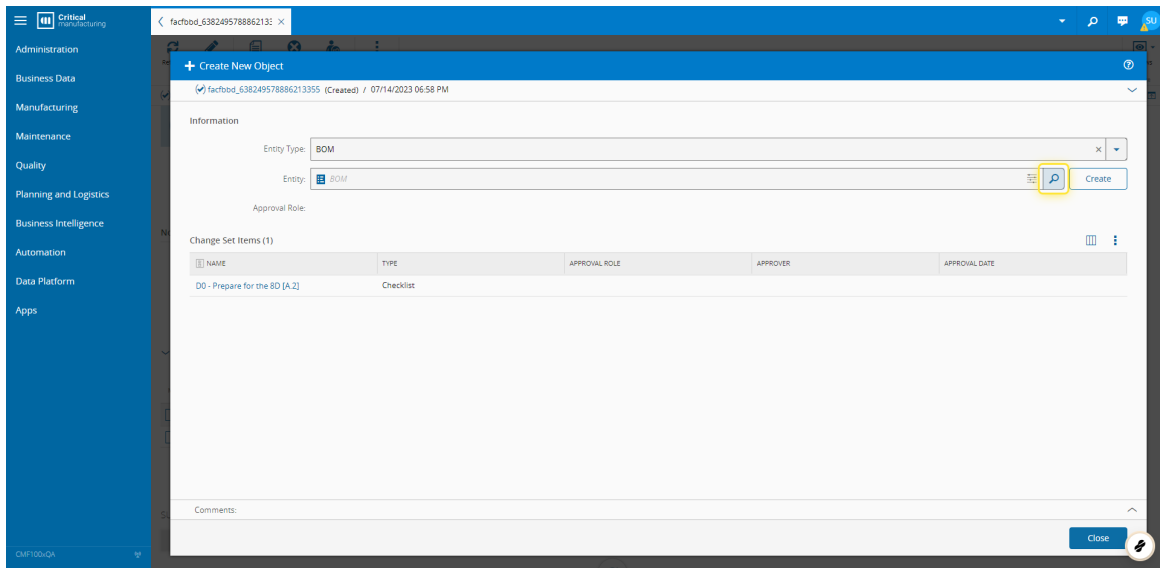 Critical
manufacturing
facfbbd_6382495788862133
SU
Administration
Business Data
Manufacturing
Maintenance
Quality
Planning and Logistics
Business Intelligence
Automation
Data Platform
Apps
CMF100xQA
Create New Object
facfbbd_638249578886213355 (Created) / 07/14/2023 06:58 PM
Information
Entity Type: BOM
Entity: BOM Create
Approval Role:
Change Set Items (1)
NAME TYPE APPROVAL ROLE APPROVER APPROVAL DATE
D0 - Prepare for the 8D [A.2] Checklist
Comments:
Close